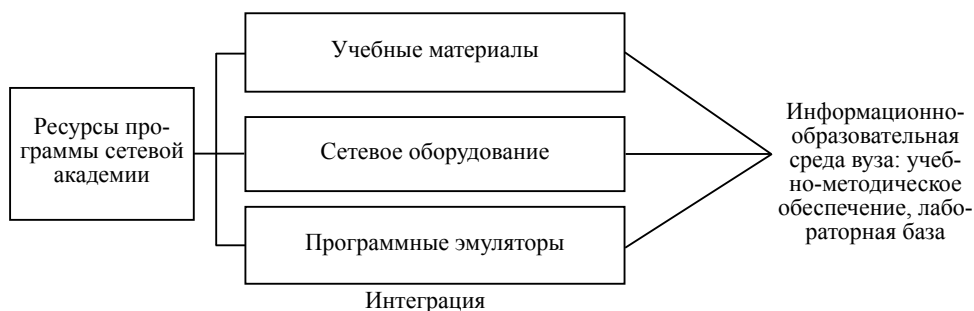 Учебные материалы
Ресурсы про-
граммы сетевой
академии
Сетевое оборудование
Программные эмуляторы
Интеграция
Информационно-
образовательная
среда вуза: учеб-
но-методическое
обеспечение, лабо-
раторная база